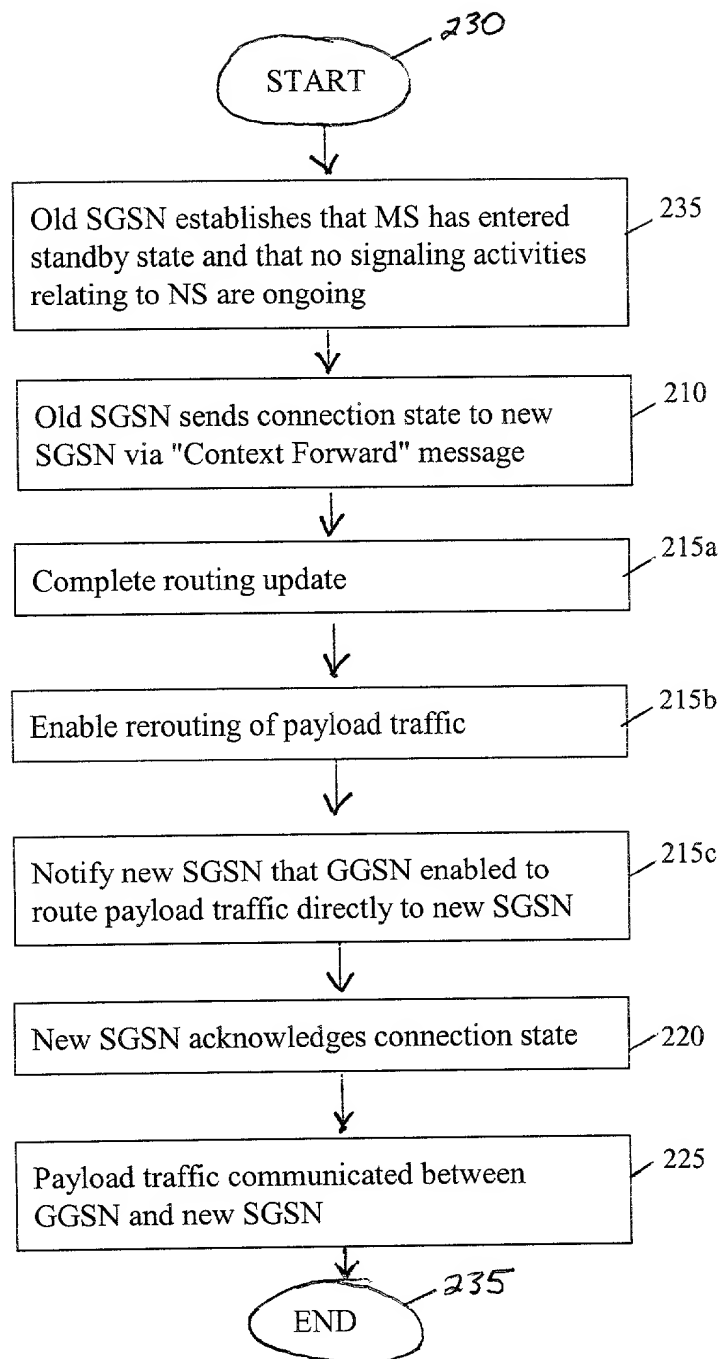 230
START
Old SGSN establishes that MS has entered
standby state and that no signaling activities
relating to NS are ongoing
235
Old SGSN sends connection state to new
SGSN via "Context Forward" message
210
Complete routing update
215a
Enable rerouting of payload traffic
215b
Notify new SGSN that GGSN enabled to
route payload traffic directly to new SGSN
215c
New SGSN acknowledges connection state
220
Payload traffic communicated between
GGSN and new SGSN
225
235
END